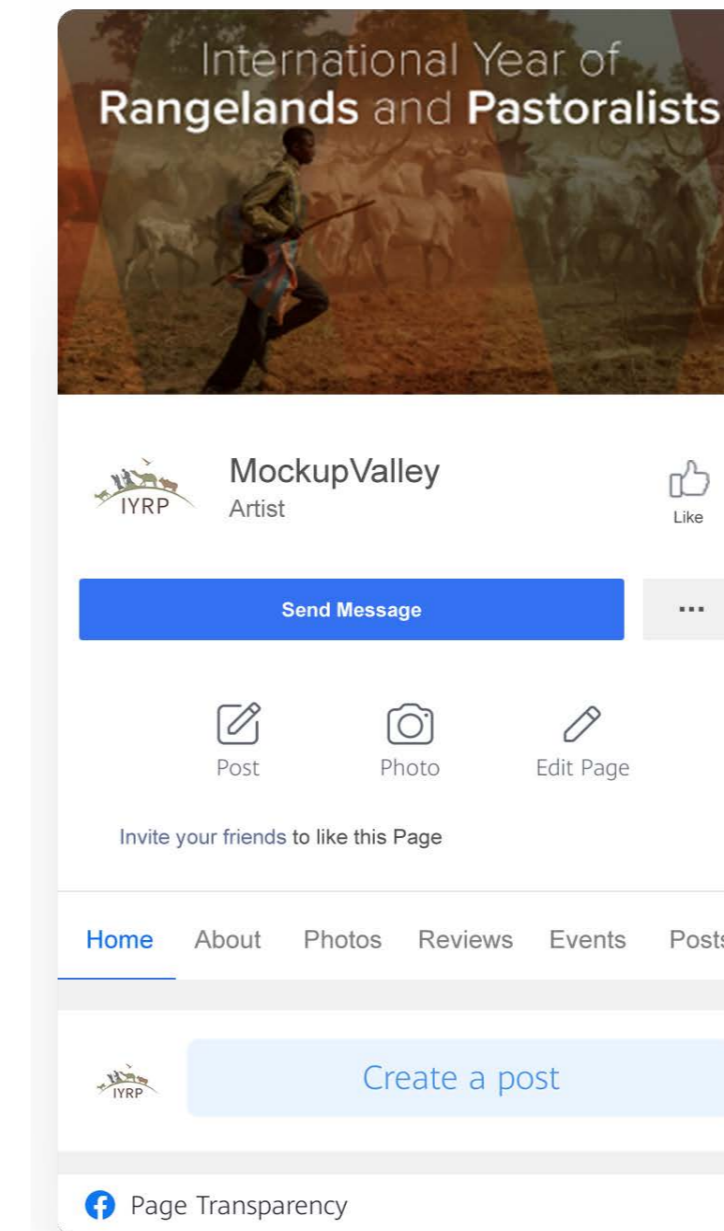 International Year of
Rangelands and Pastoralists
IYRP
MockupValley
Artist
Like
Send Message
...
Post
Photo
Edit Page
Invite your friends to like this Page
Home About Photos Reviews Events Posts
IYRP
Create a post
Page Transparency